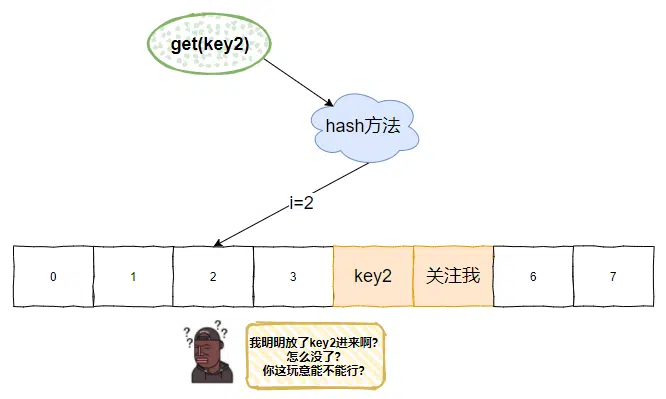 get(key2)
hash方法
i=2
0 1 2 3 key2 关注我 6 7
? ? ? ?
? ?
我明明放了key2进来啊?
怎么没了?
你这玩意能不能行?